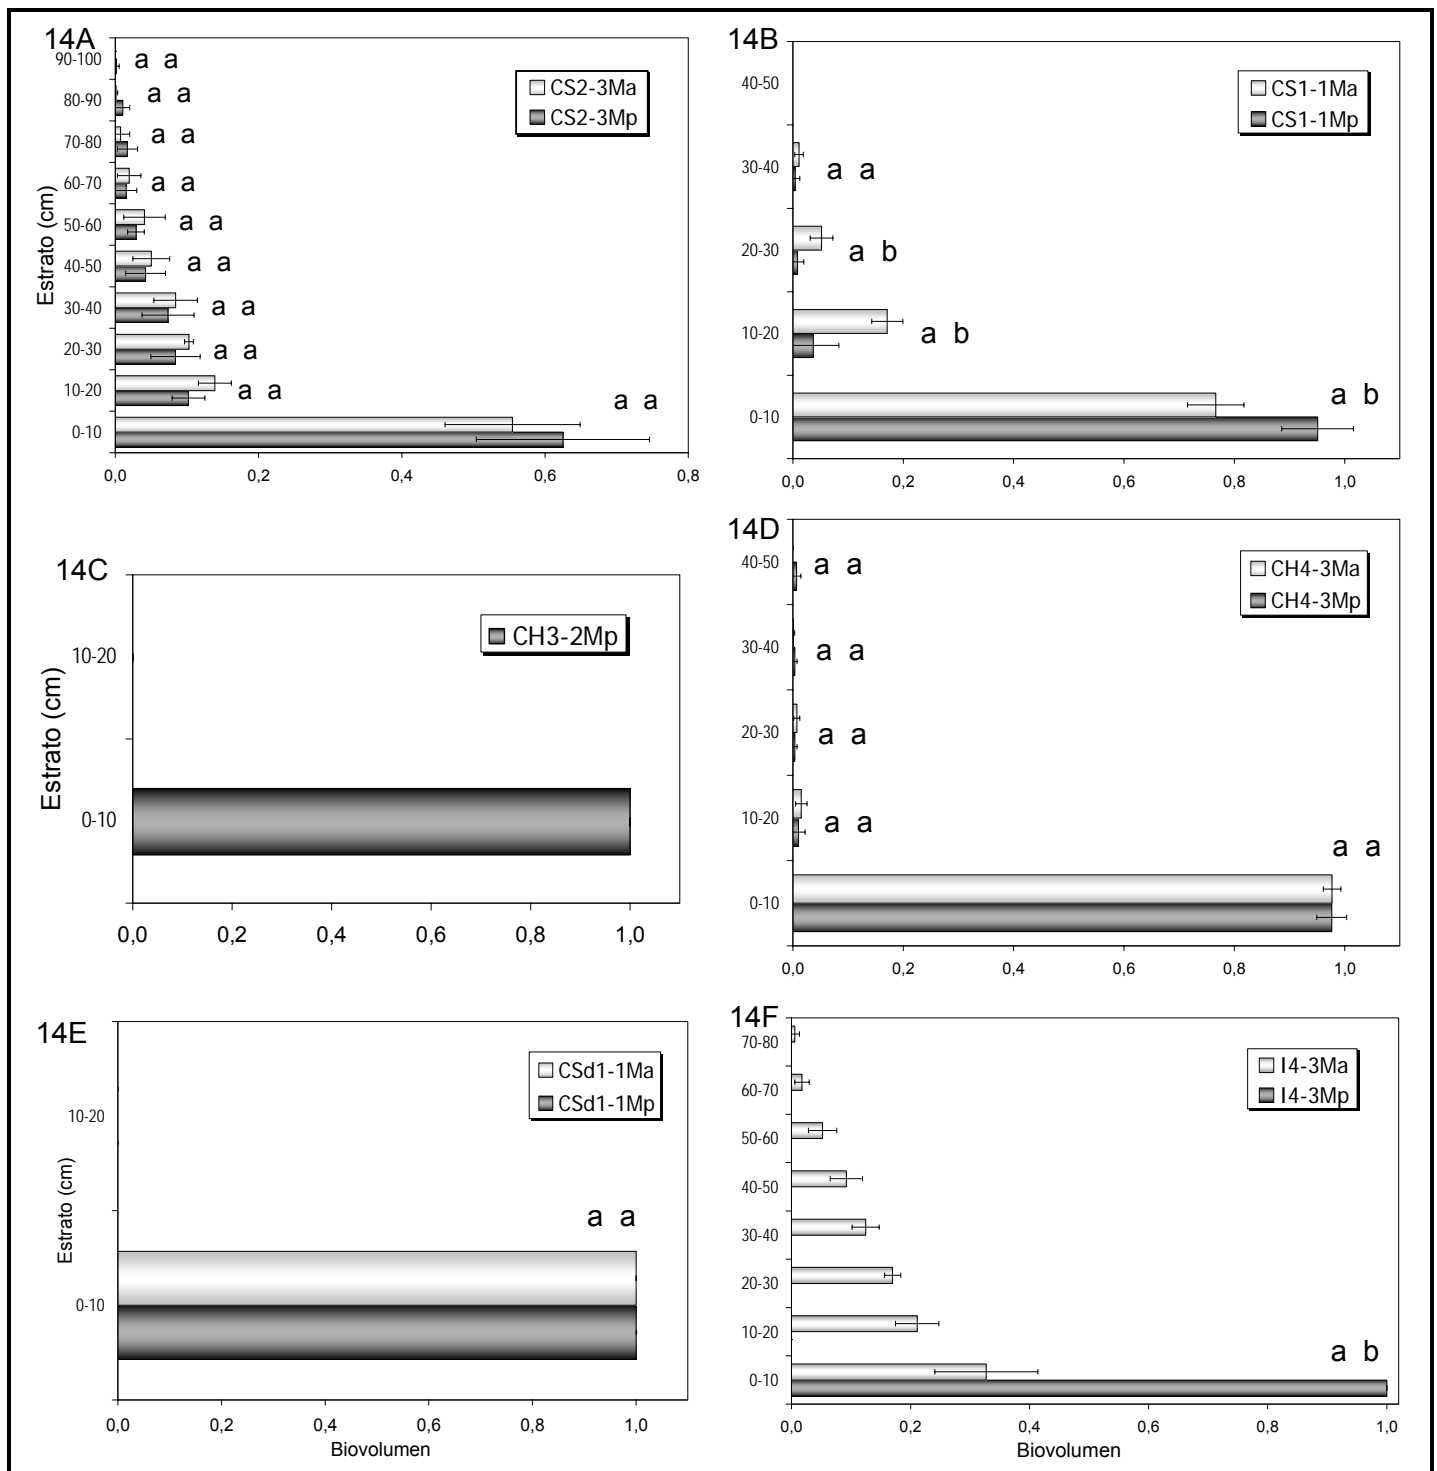 14A
90-100 a a
80-90 a a
70-80 a a
60-70 a a
50-60 a a
40-50 a a
30-40 a a
20-30 a a
10-20 a a
0-10 a a
Estrato (cm)
CS2-3Ma
CS2-3Mp
0,0 0,2 0,4 0,6 0,8
14B
40-50
30-40 a a
20-30 a b
10-20 a b
0-10 a b
CS1-1Ma
CS1-1Mp
0,0 0,2 0,4 0,6 0,8 1,0
14C
10-20
0-10
Estrato (cm)
CH3-2Mp
0,0 0,2 0,4 0,6 0,8 1,0
14D
40-50 a a
30-40 a a
20-30 a a
10-20 a a
0-10 a a
CH4-3Ma
CH4-3Mp
0,0 0,2 0,4 0,6 0,8 1,0
14E
10-20
0-10 a a
Estrato (cm)
CSd1-1Ma
CSd1-1Mp
0,0 0,2 0,4 0,6 0,8 1,0
Biovolumen
14F
70-80
60-70
50-60
40-50
30-40
20-30
10-20
0-10 a b
I4-3Ma
I4-3Mp
0,0 0,2 0,4 0,6 0,8 1,0
Biovolumen